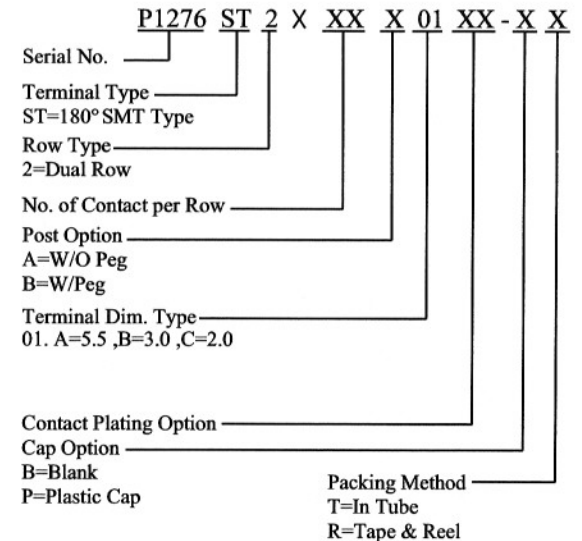 P1276 ST 2 X XX X 01 XX - X X
Serial No.
Terminal Type
ST=180° SMT Type
Row Type
2=Dual Row
No. of Contact per Row
Post Option
A=W/O Peg
B=W/Peg
Terminal Dim. Type
01. A=5.5 ,B=3.0 ,C=2.0
Contact Plating Option
Cap Option
B=Blank
P=Plastic Cap
Packing Method
T=In Tube
R=Tape & Reel